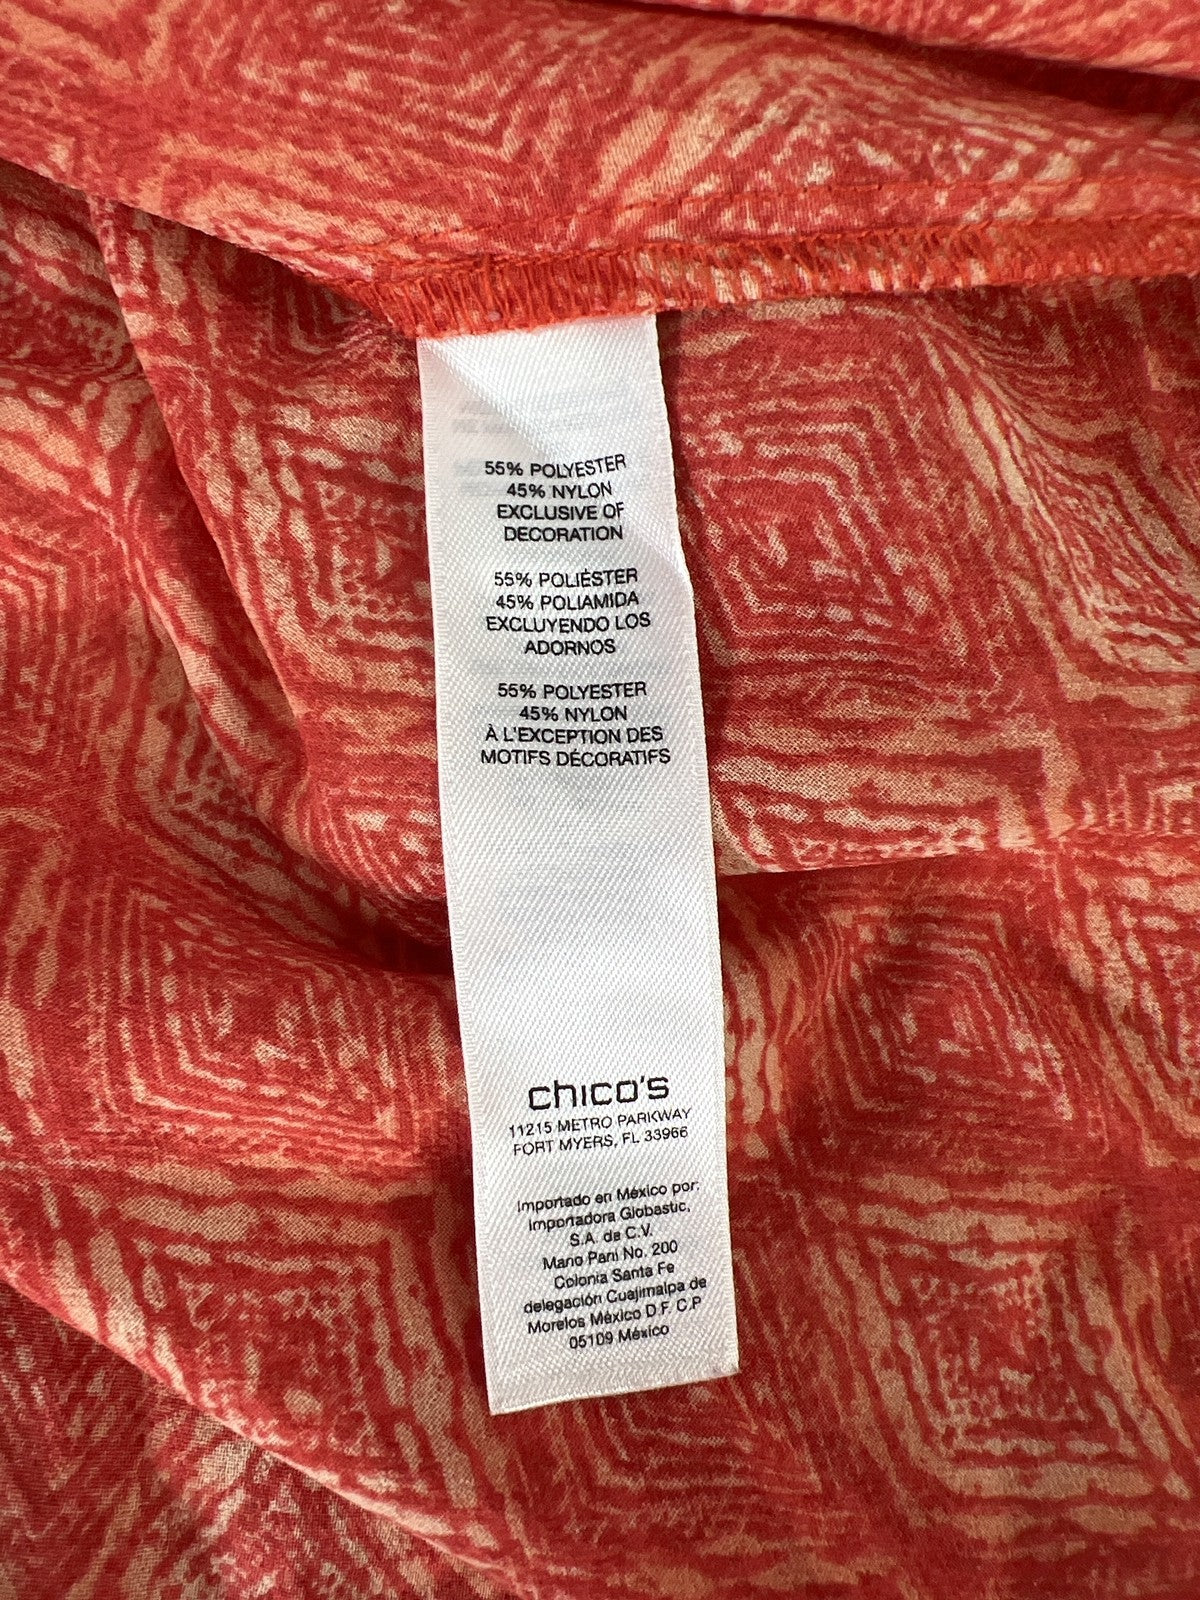 55% POLYESTER
45% NYLON
EXCLUSIVE OF
DECORATION
55% POLIÉSTER
45% POLIAMIDA
EXCLUYENDO LOS
ADORNOS
55% POLYESTER
45% NYLON
À L'EXCEPTION DES
MOTIFS DÉCORATIFS
chico's
11215 METRO PARKWAY
FORT MYERS, FL 33966
Importado en México por:
Importadora Globastic,
S.A. de C.V.
Mario Pani No. 200
Colonia Santa Fe
delegación Cuajimalpa de
Morelos México D.F. C.P
05109 México